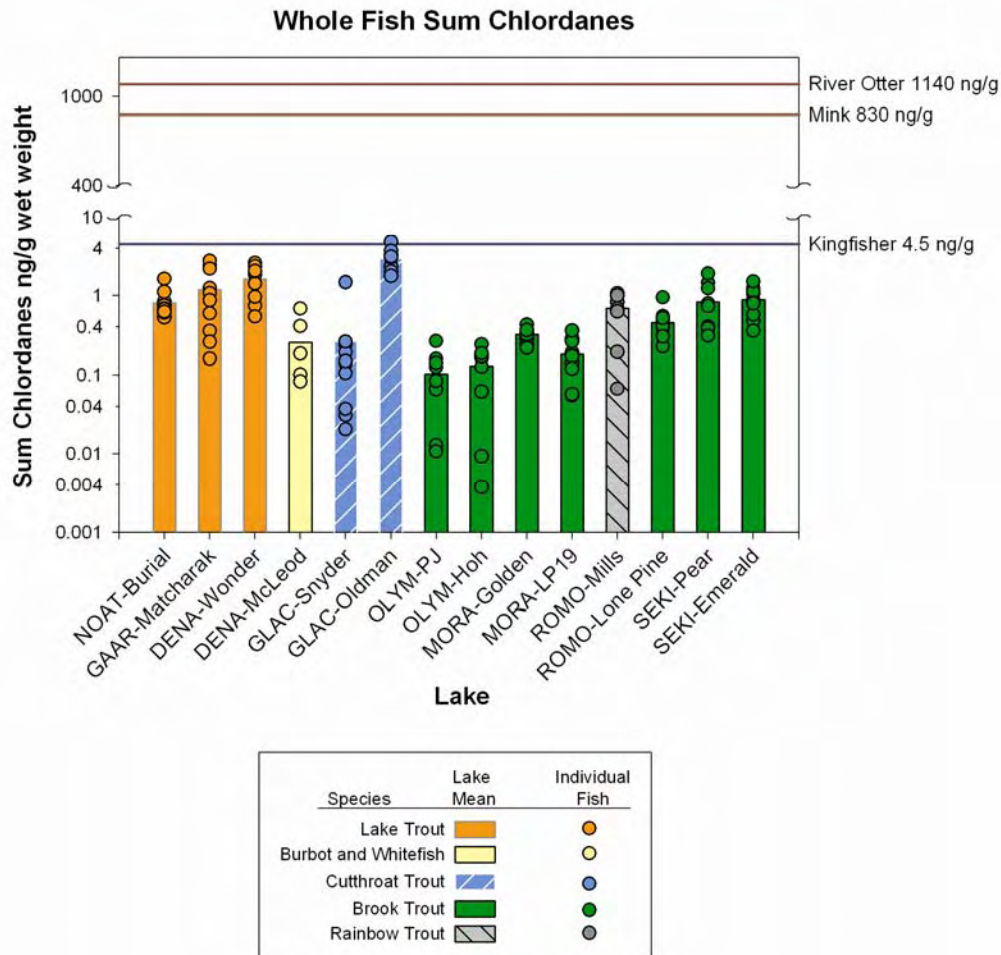 Whole Fish Sum Chlordanes
Sum Chlordanes ng/g wet weight
1000
400
10
4
1
0.4
0.1
0.04
0.01
0.004
0.001
River Otter 1140 ng/g
Mink 830 ng/g
Kingfisher 4.5 ng/g
NOAT-Burial
GAAR-Matcharak
DENA-Wonder
DENA-McLeod
GLAC-Snyder
GLAC-Oldman
OLYM-PJ
OLYM-Hoh
MORA-Golden
MORA-LP19
ROMO-Mills
ROMO-Lone Pine
SEKI-Pear
SEKI-Emerald
Lake
Lake Individual
Species Mean Fish
Lake Trout
Burbot and Whitefish
Cutthroat Trout
Brook Trout
Rainbow Trout